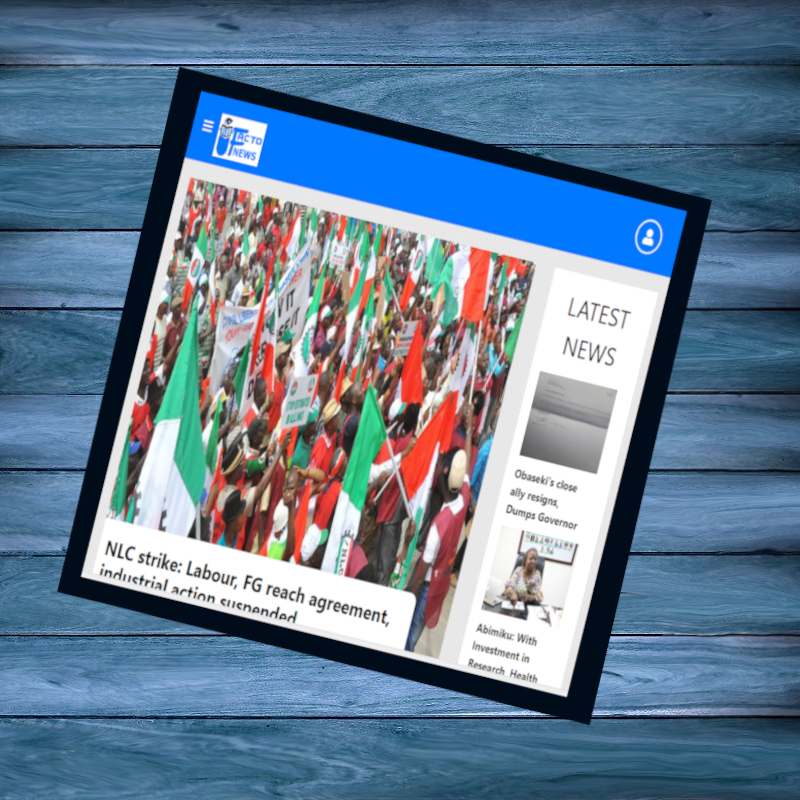 FACTO
NEWS
NLC strike: Labour, FG reach agreement,
industrial action suspended
LATEST
NEWS
Obaseki's close
ally resigns,
Dumps Governor
Abimiku: With
Investment in
Research, Health